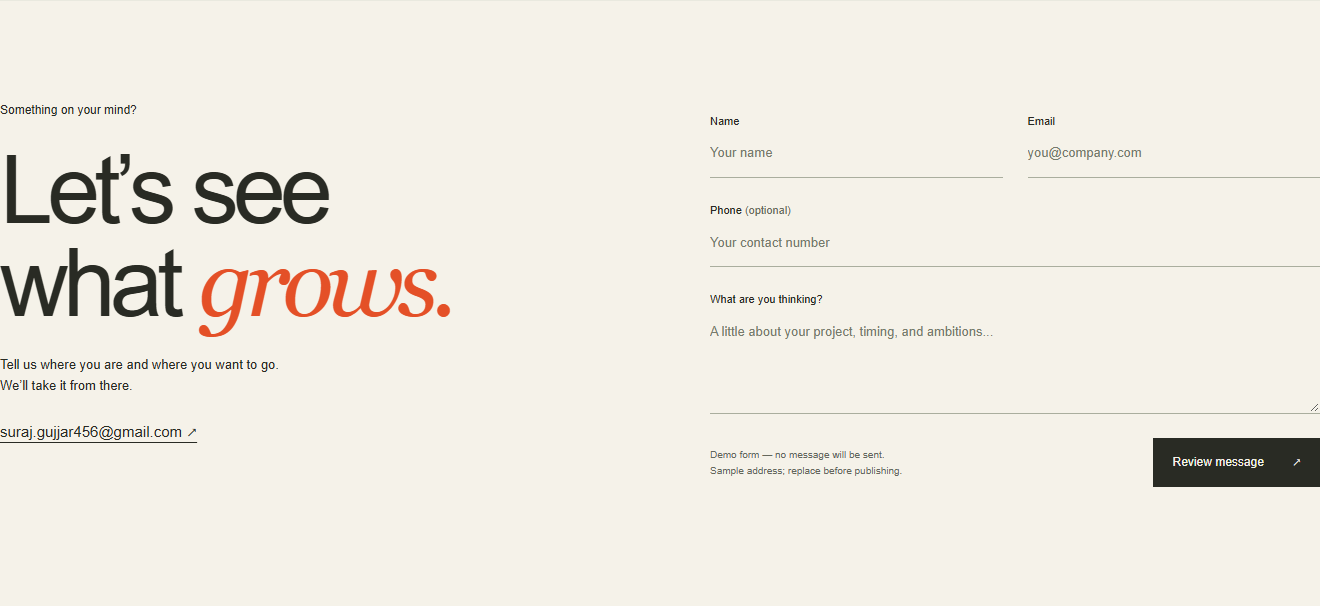 Something on your mind?
Let’s see
what grows.
Tell us where you are and where you want to go.
We’ll take it from there.
suraj.gujjar456@gmail.com ↗
Name
Your name
Email
you@company.com
Phone (optional)
Your contact number
What are you thinking?
A little about your project, timing, and ambitions...
Demo form — no message will be sent.
Sample address; replace before publishing.
Review message ↗